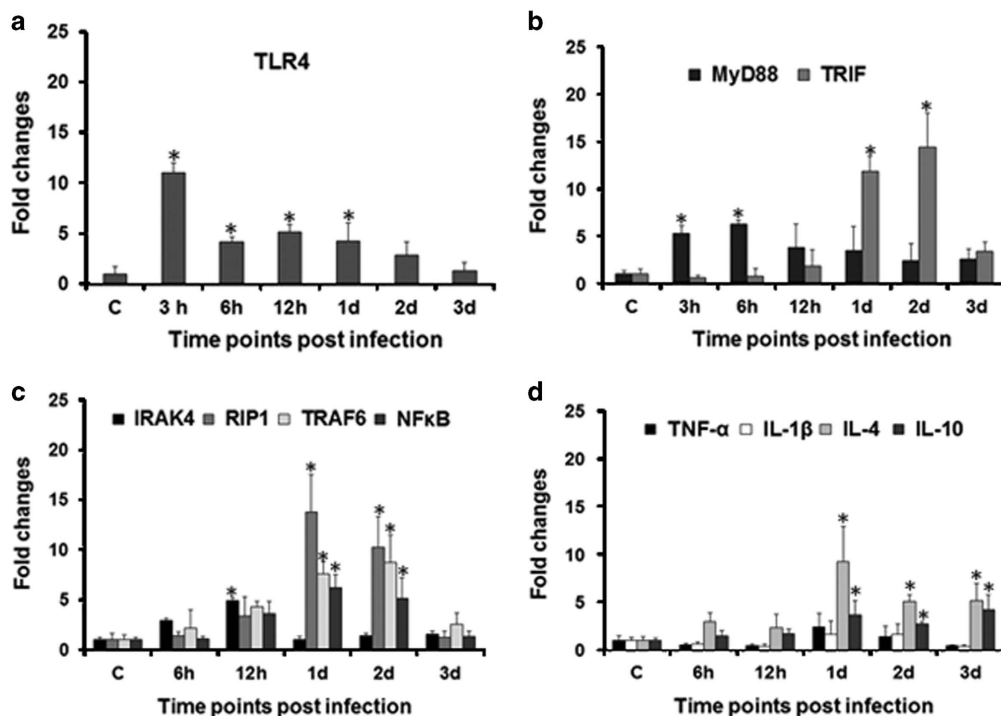 a
TLR4
Fold changes
25
20
15
10
5
0
* * * *
C 3 h 6h 12h 1d 2d 3d
Time points post infection
b
MyD88 TRIF
Fold changes
25
20
15
10
5
0
* * * *
C 3h 6h 12h 1d 2d 3d
Time points post infection
c
IRAK4 RIP1 TRAF6 NFκB
Fold changes
25
20
15
10
5
0
* * * * * * *
C 6h 12h 1d 2d 3d
Time points post infection
d
TNF-α IL-1β IL-4 IL-10
Fold changes
25
20
15
10
5
0
* * * * * *
C 6h 12h 1d 2d 3d
Time points post infection